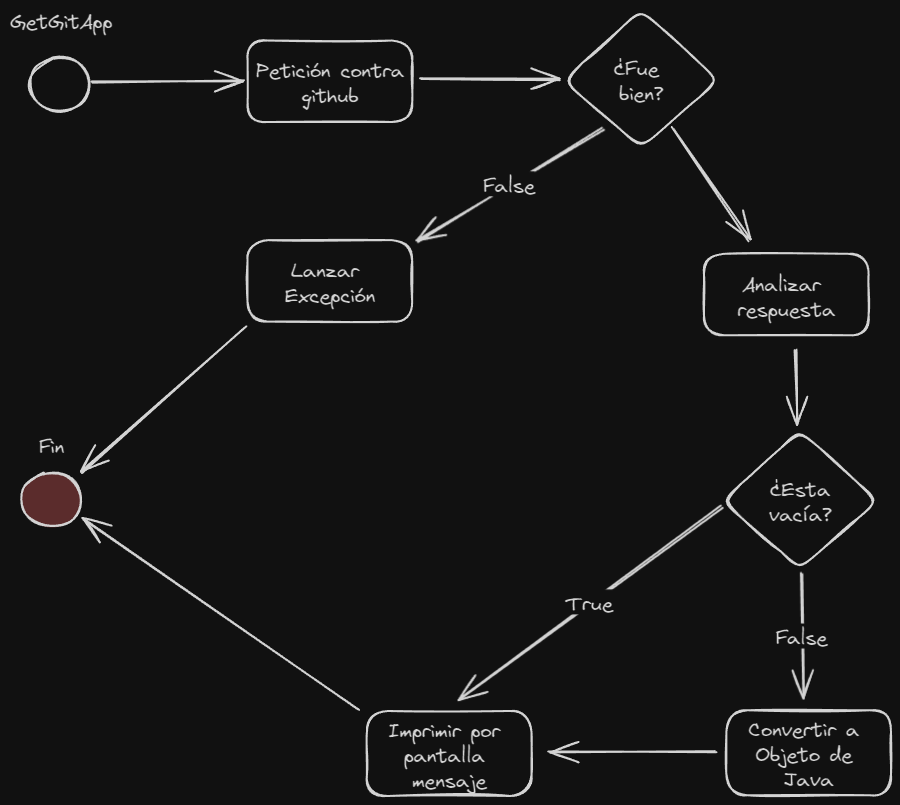 GetGitApp
Petición contra
github
¿Fue
bien?
False
Lanzar
Excepción
Analizar
respuesta
Fin
¿Esta
vacía?
True
False
Imprimir por
pantalla
mensaje
Convertir a
Objeto de
Java